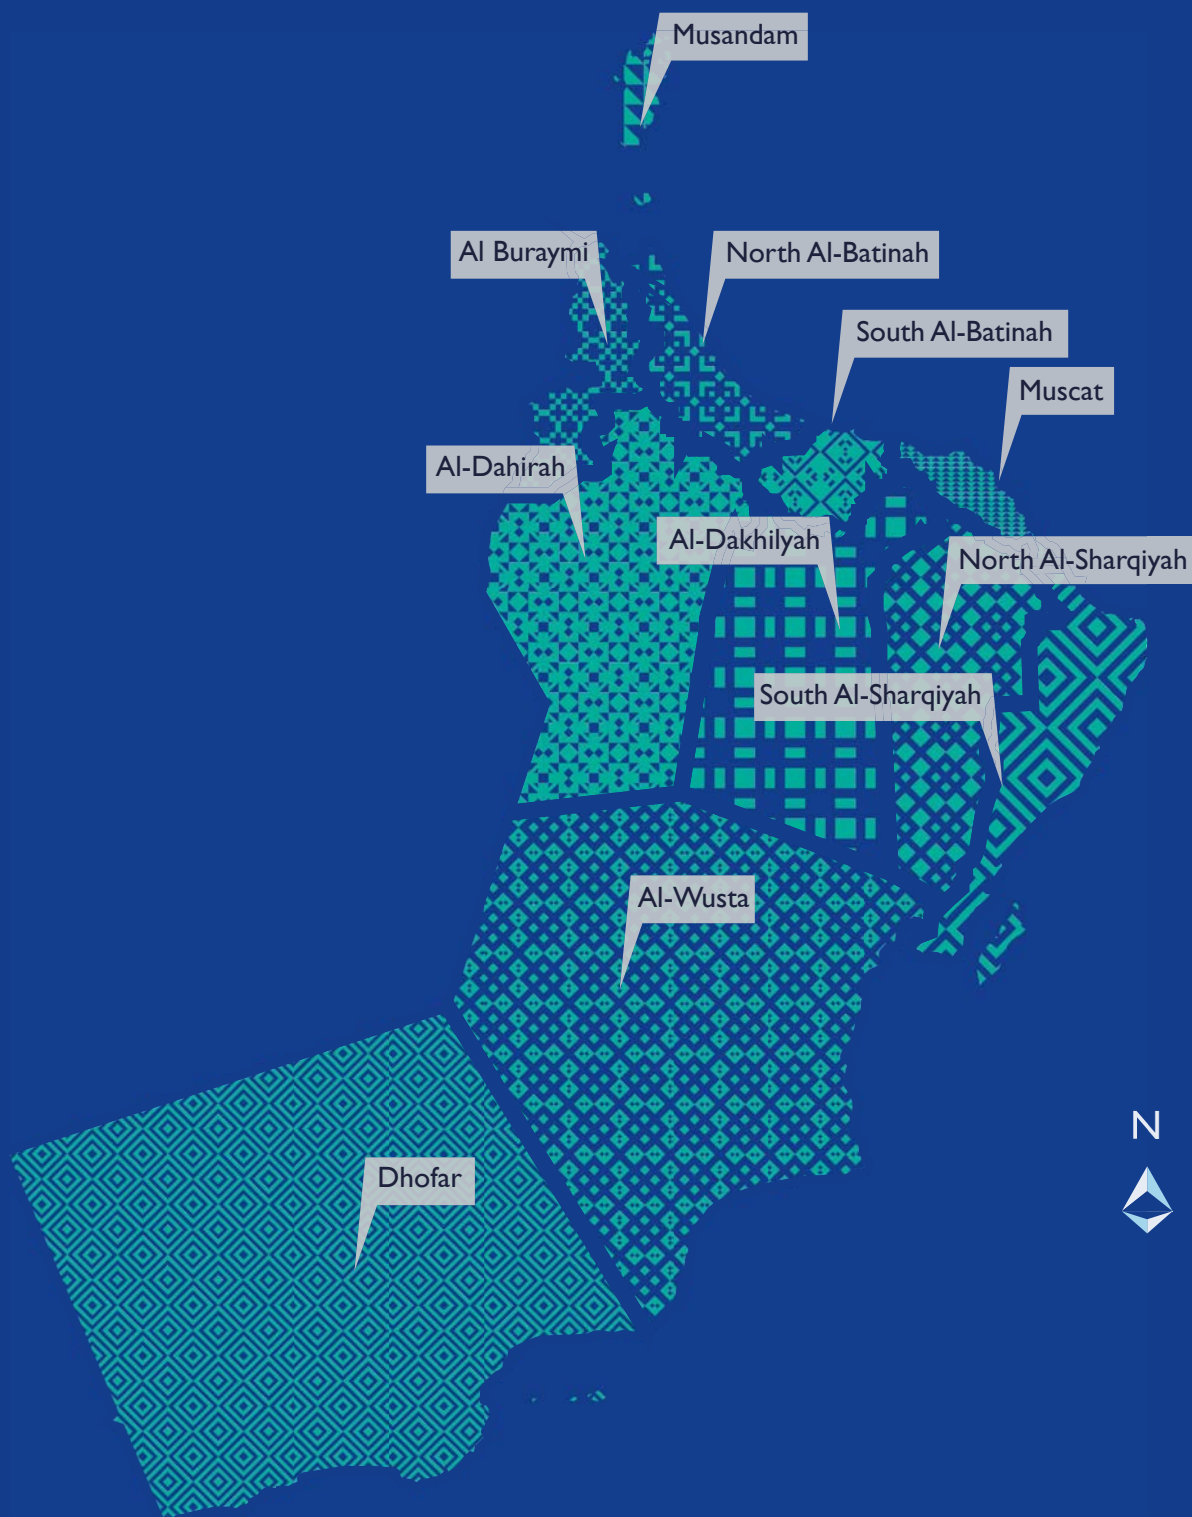 Musandam
Al Buraymi
North Al-Batinah
South Al-Batinah
Muscat
Al-Dahirah
Al-Dakhilyah
North Al-Sharqiyah
South Al-Sharqiyah
Al-Wusta
N
Dhofar